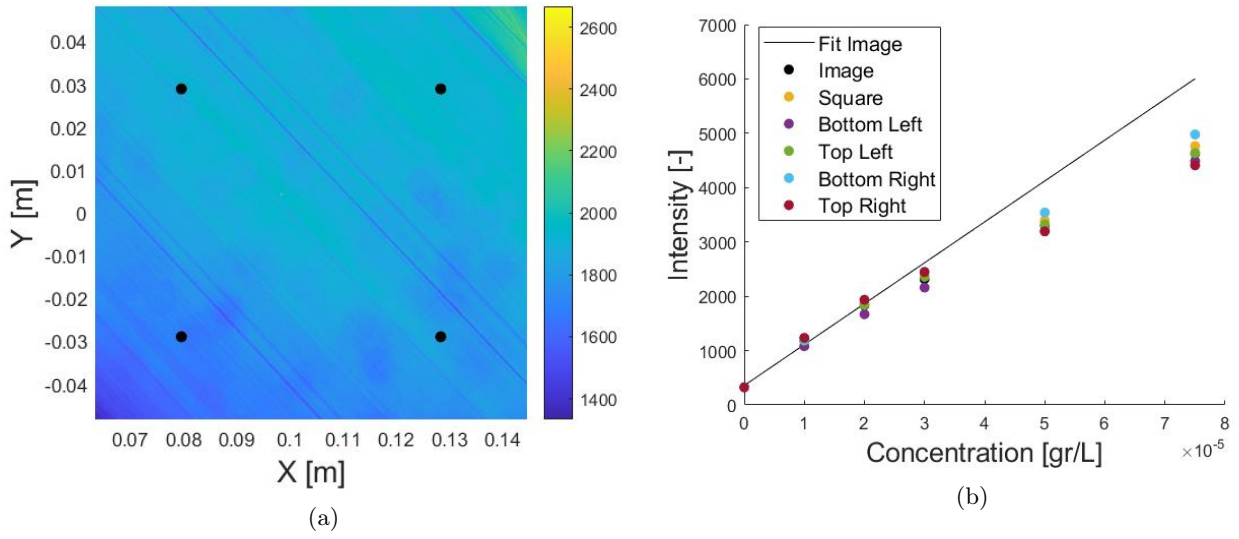 0.04
0.03
0.02
0.01
0
-0.01
-0.02
-0.03
-0.04
Y [m]
0.07 0.08 0.09 0.1 0.11 0.12 0.13 0.14
X [m]
2600
2400
2200
2000
1800
1600
1400
(a)
7000
6000
5000
4000
3000
2000
1000
0
Intensity [-]
Fit Image
Image
Square
Bottom Left
Top Left
Bottom Right
Top Right
0 1 2 3 4 5 6 7 8
Concentration [gr/L]
×10⁻⁵
(b)